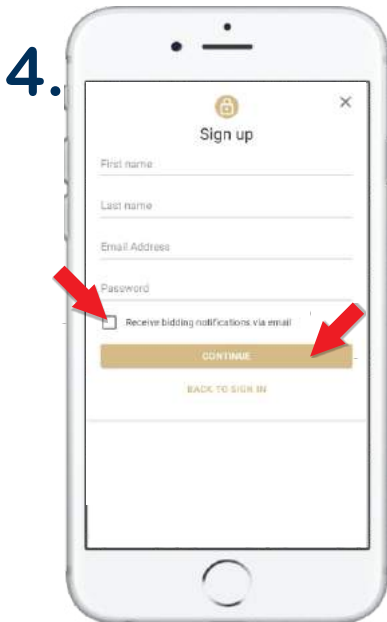 4.
Sign up
First name
Last name
Email Address
Password
Receive bidding notifications via email
CONTINUE
BACK TO SIGN IN